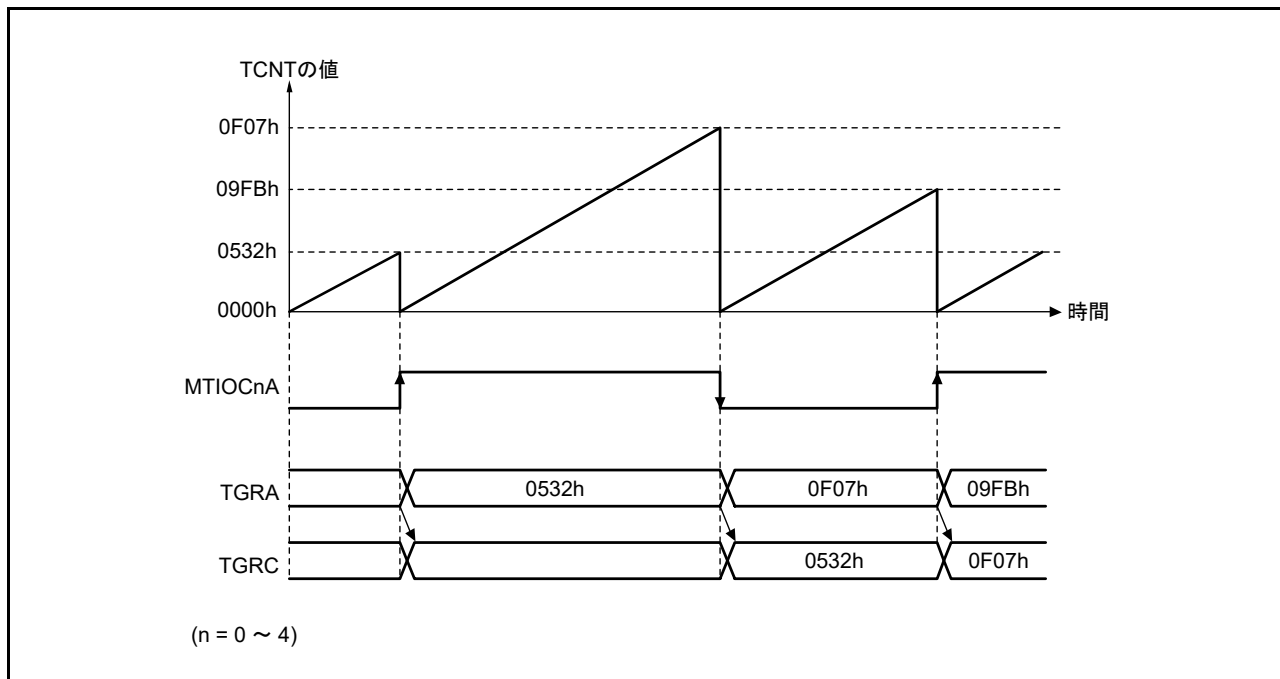 TCNTの値
0F07h
09FBh
0532h
0000h
時間
MTIOCnA
TGRA
0532h
0F07h
09FBh
TGRC
0532h
0F07h
(n = 0 ～ 4)